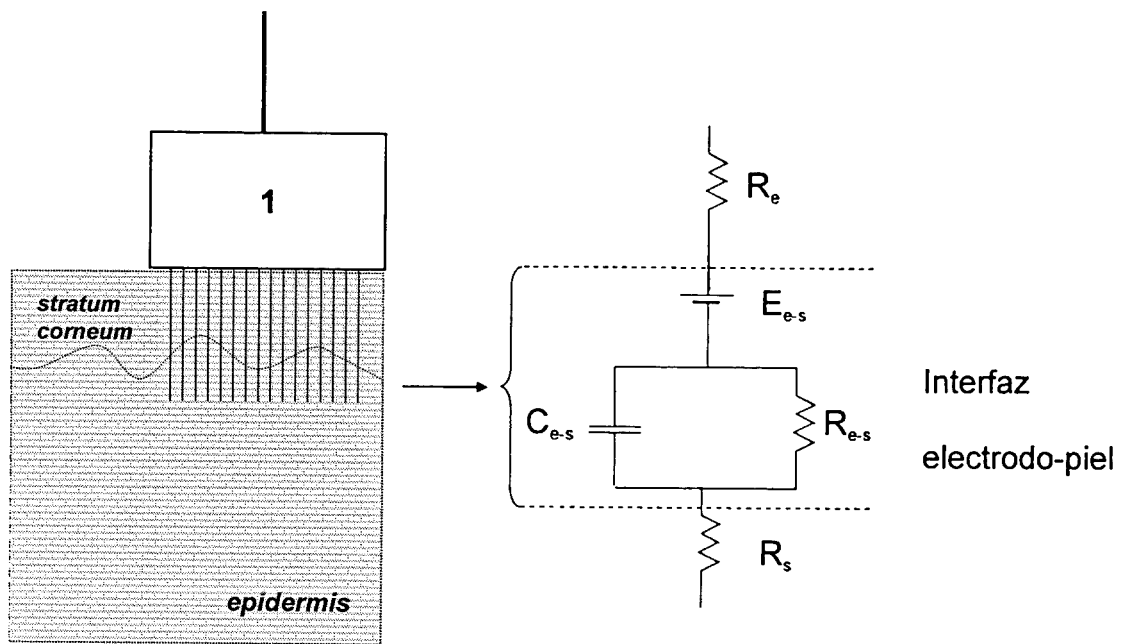 1
stratum
corneum
epidermis
Rₑ
Eₑ₋ₛ
Cₑ₋ₛ
Rₑ₋ₛ
Rₛ
Interfaz
electrodo-piel